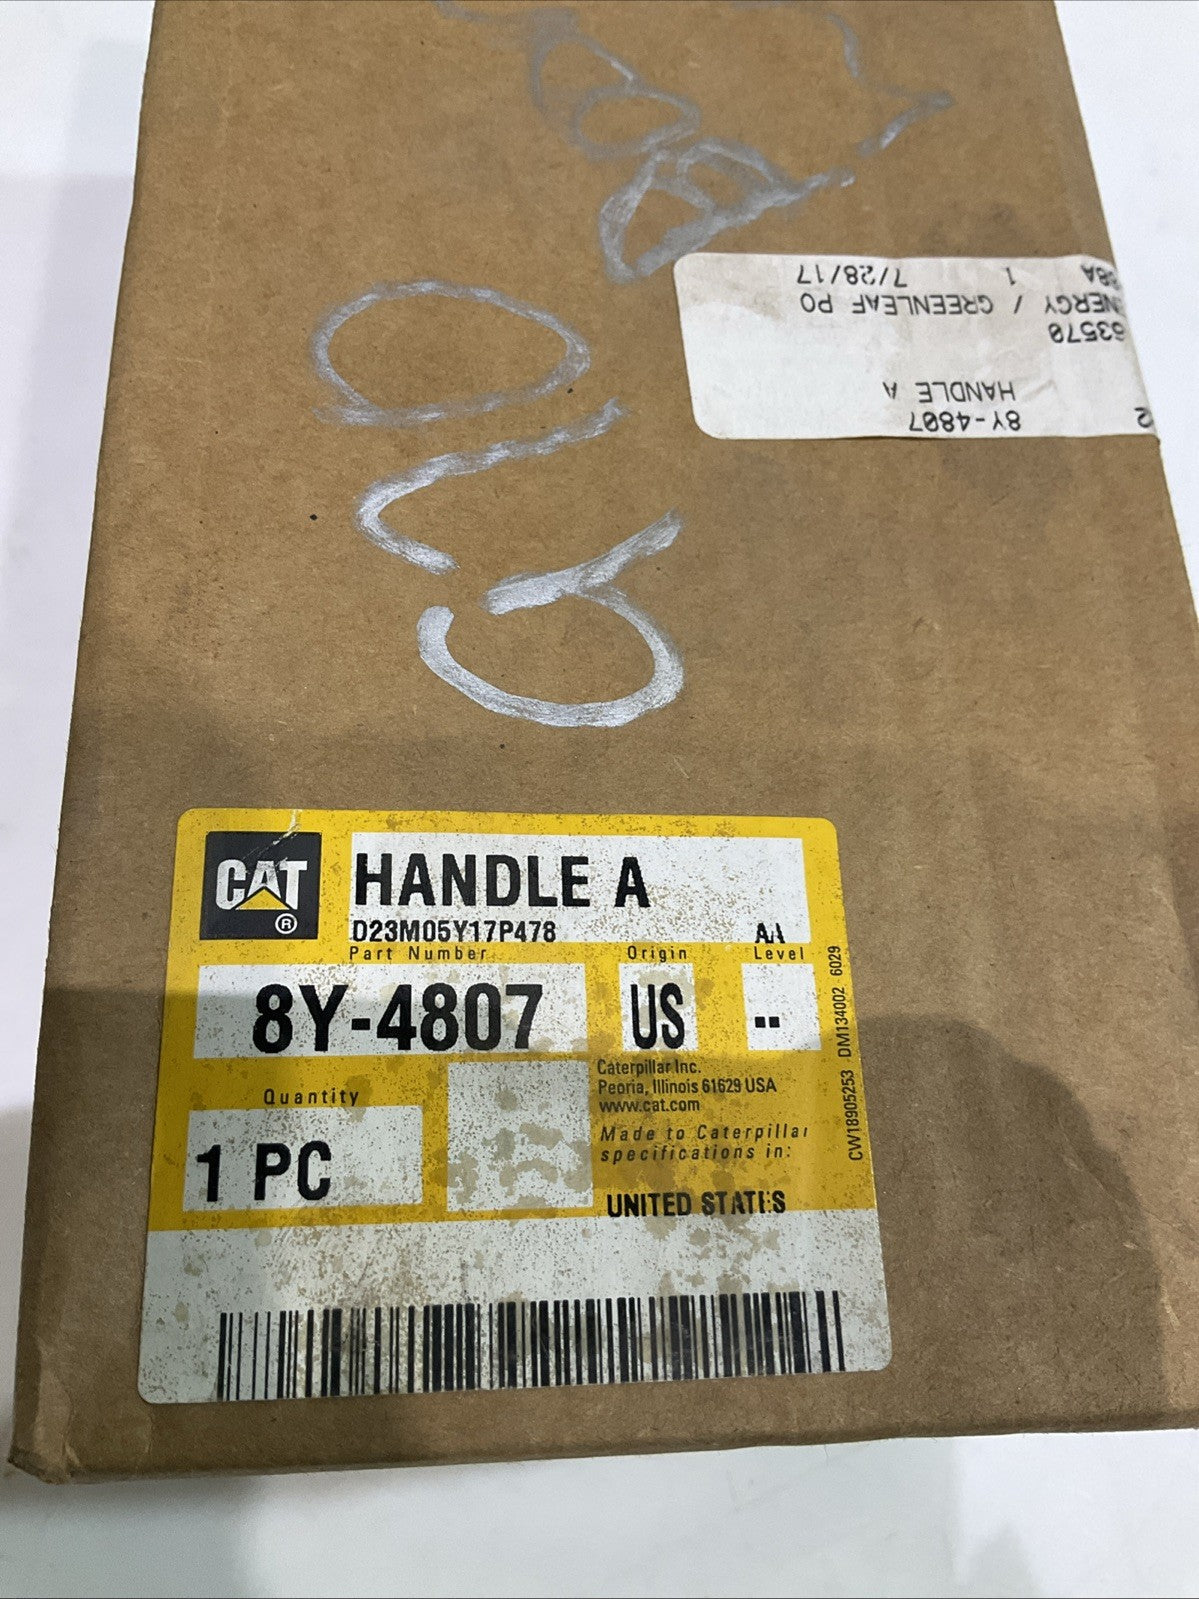 8Y-4807 2
HANDLE A
63570
NERGY / GREENLEAF PO
1 7/28/17
CAT
®
HANDLE A
D23M05Y17P478
AA
Part Number
Origin
Level
8Y-4807
US
--
Quantity
1 PC
Caterpillar Inc.
Peoria, Illinois 61629 USA
www.cat.com
Made to Caterpillar
specifications in:
UNITED STATES
CW18905253 DM134002 6029